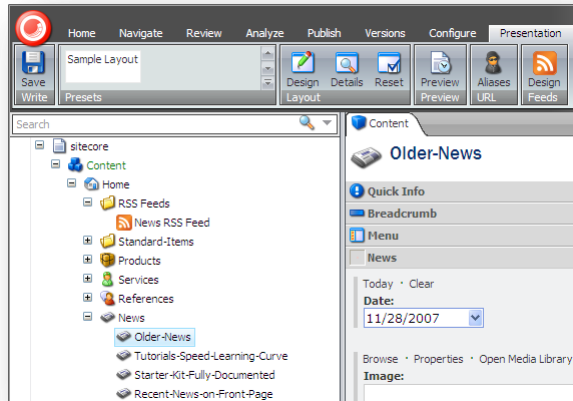 Home Navigate Review Analyze Publish Versions Configure Presentation
Sample Layout
Save
Design Details Reset Preview Aliases Design
Write Presets Layout Preview URL Feeds
Search
Content
sitecore
Older-News
Content
Home
Quick Info
RSS Feeds
Breadcrumb
News RSS Feed
Menu
Standard-Items
News
Products
Services
Today · Clear
References
Date:
News
11/28/2007
Older-News
Tutorials-Speed-Learning-Curve
Browse · Properties · Open Media Library
Starter-Kit-Fully-Documented
Image:
Recent-News-on-Front-Page